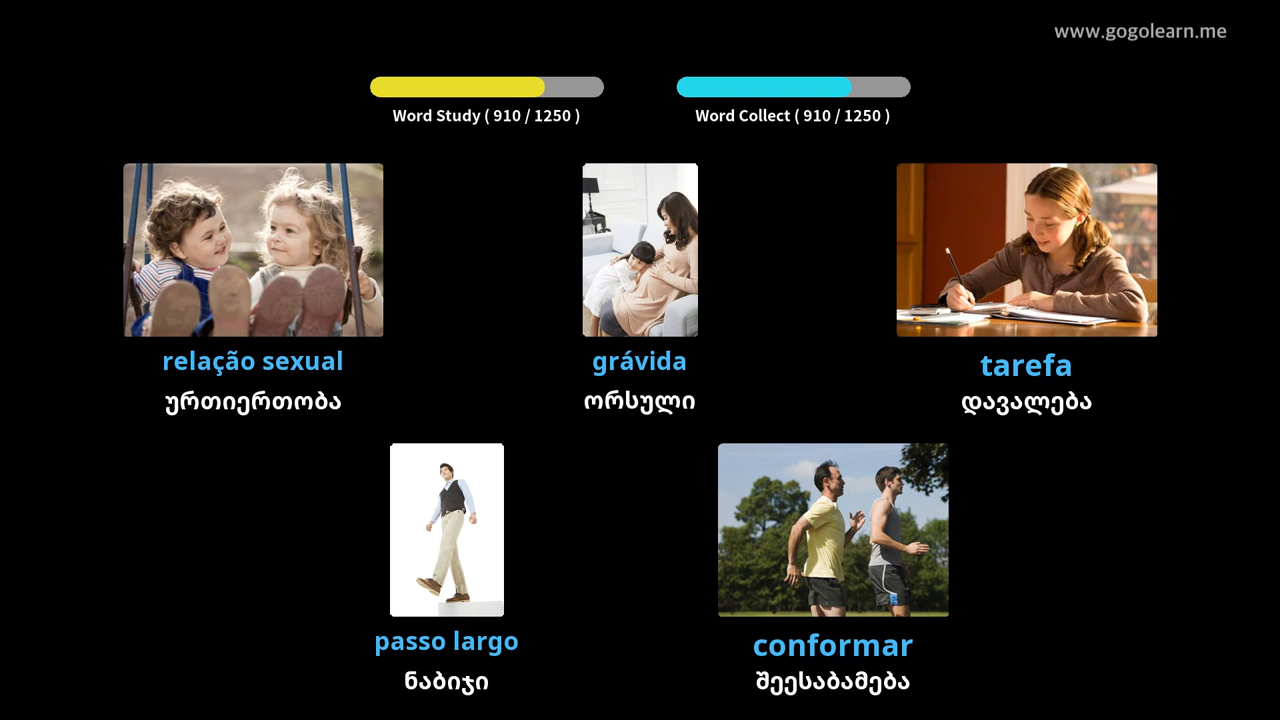 www.gogolearn.me
Word Study ( 910 / 1250 )
Word Collect ( 910 / 1250 )
relação sexual
ურთიერთობა
grávida
ორსული
tarefa
დავალება
passo largo
ნაბიჯი
conformar
შეესაბამება